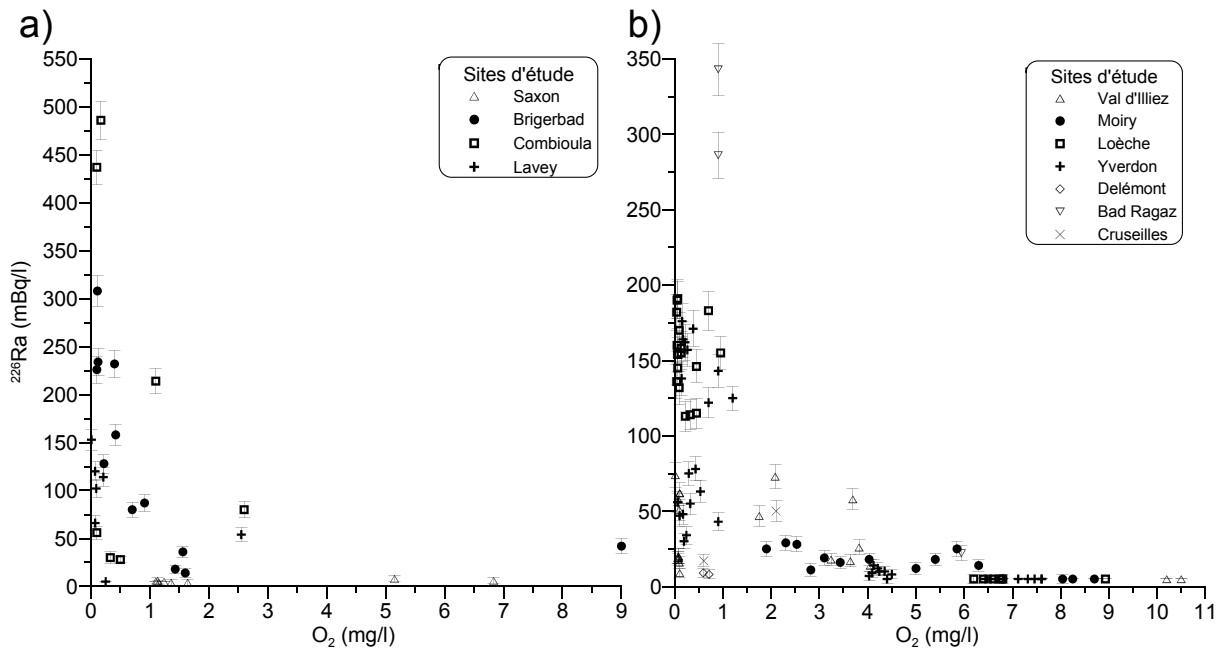 a)
550
500
450
400
350
300
250
200
150
100
50
0
²²⁶Ra (mBq/l)
0 1 2 3 4 5 6 7 8 9
O₂ (mg/l)
Sites d'étude
Saxon
Brigerbad
Combioula
Lavey
b)
350
300
250
200
150
100
50
0
0 1 2 3 4 5 6 7 8 9 10 11
O₂ (mg/l)
Sites d'étude
Val d'Illiez
Moiry
Loèche
Yverdon
Delémont
Bad Ragaz
Cruseilles